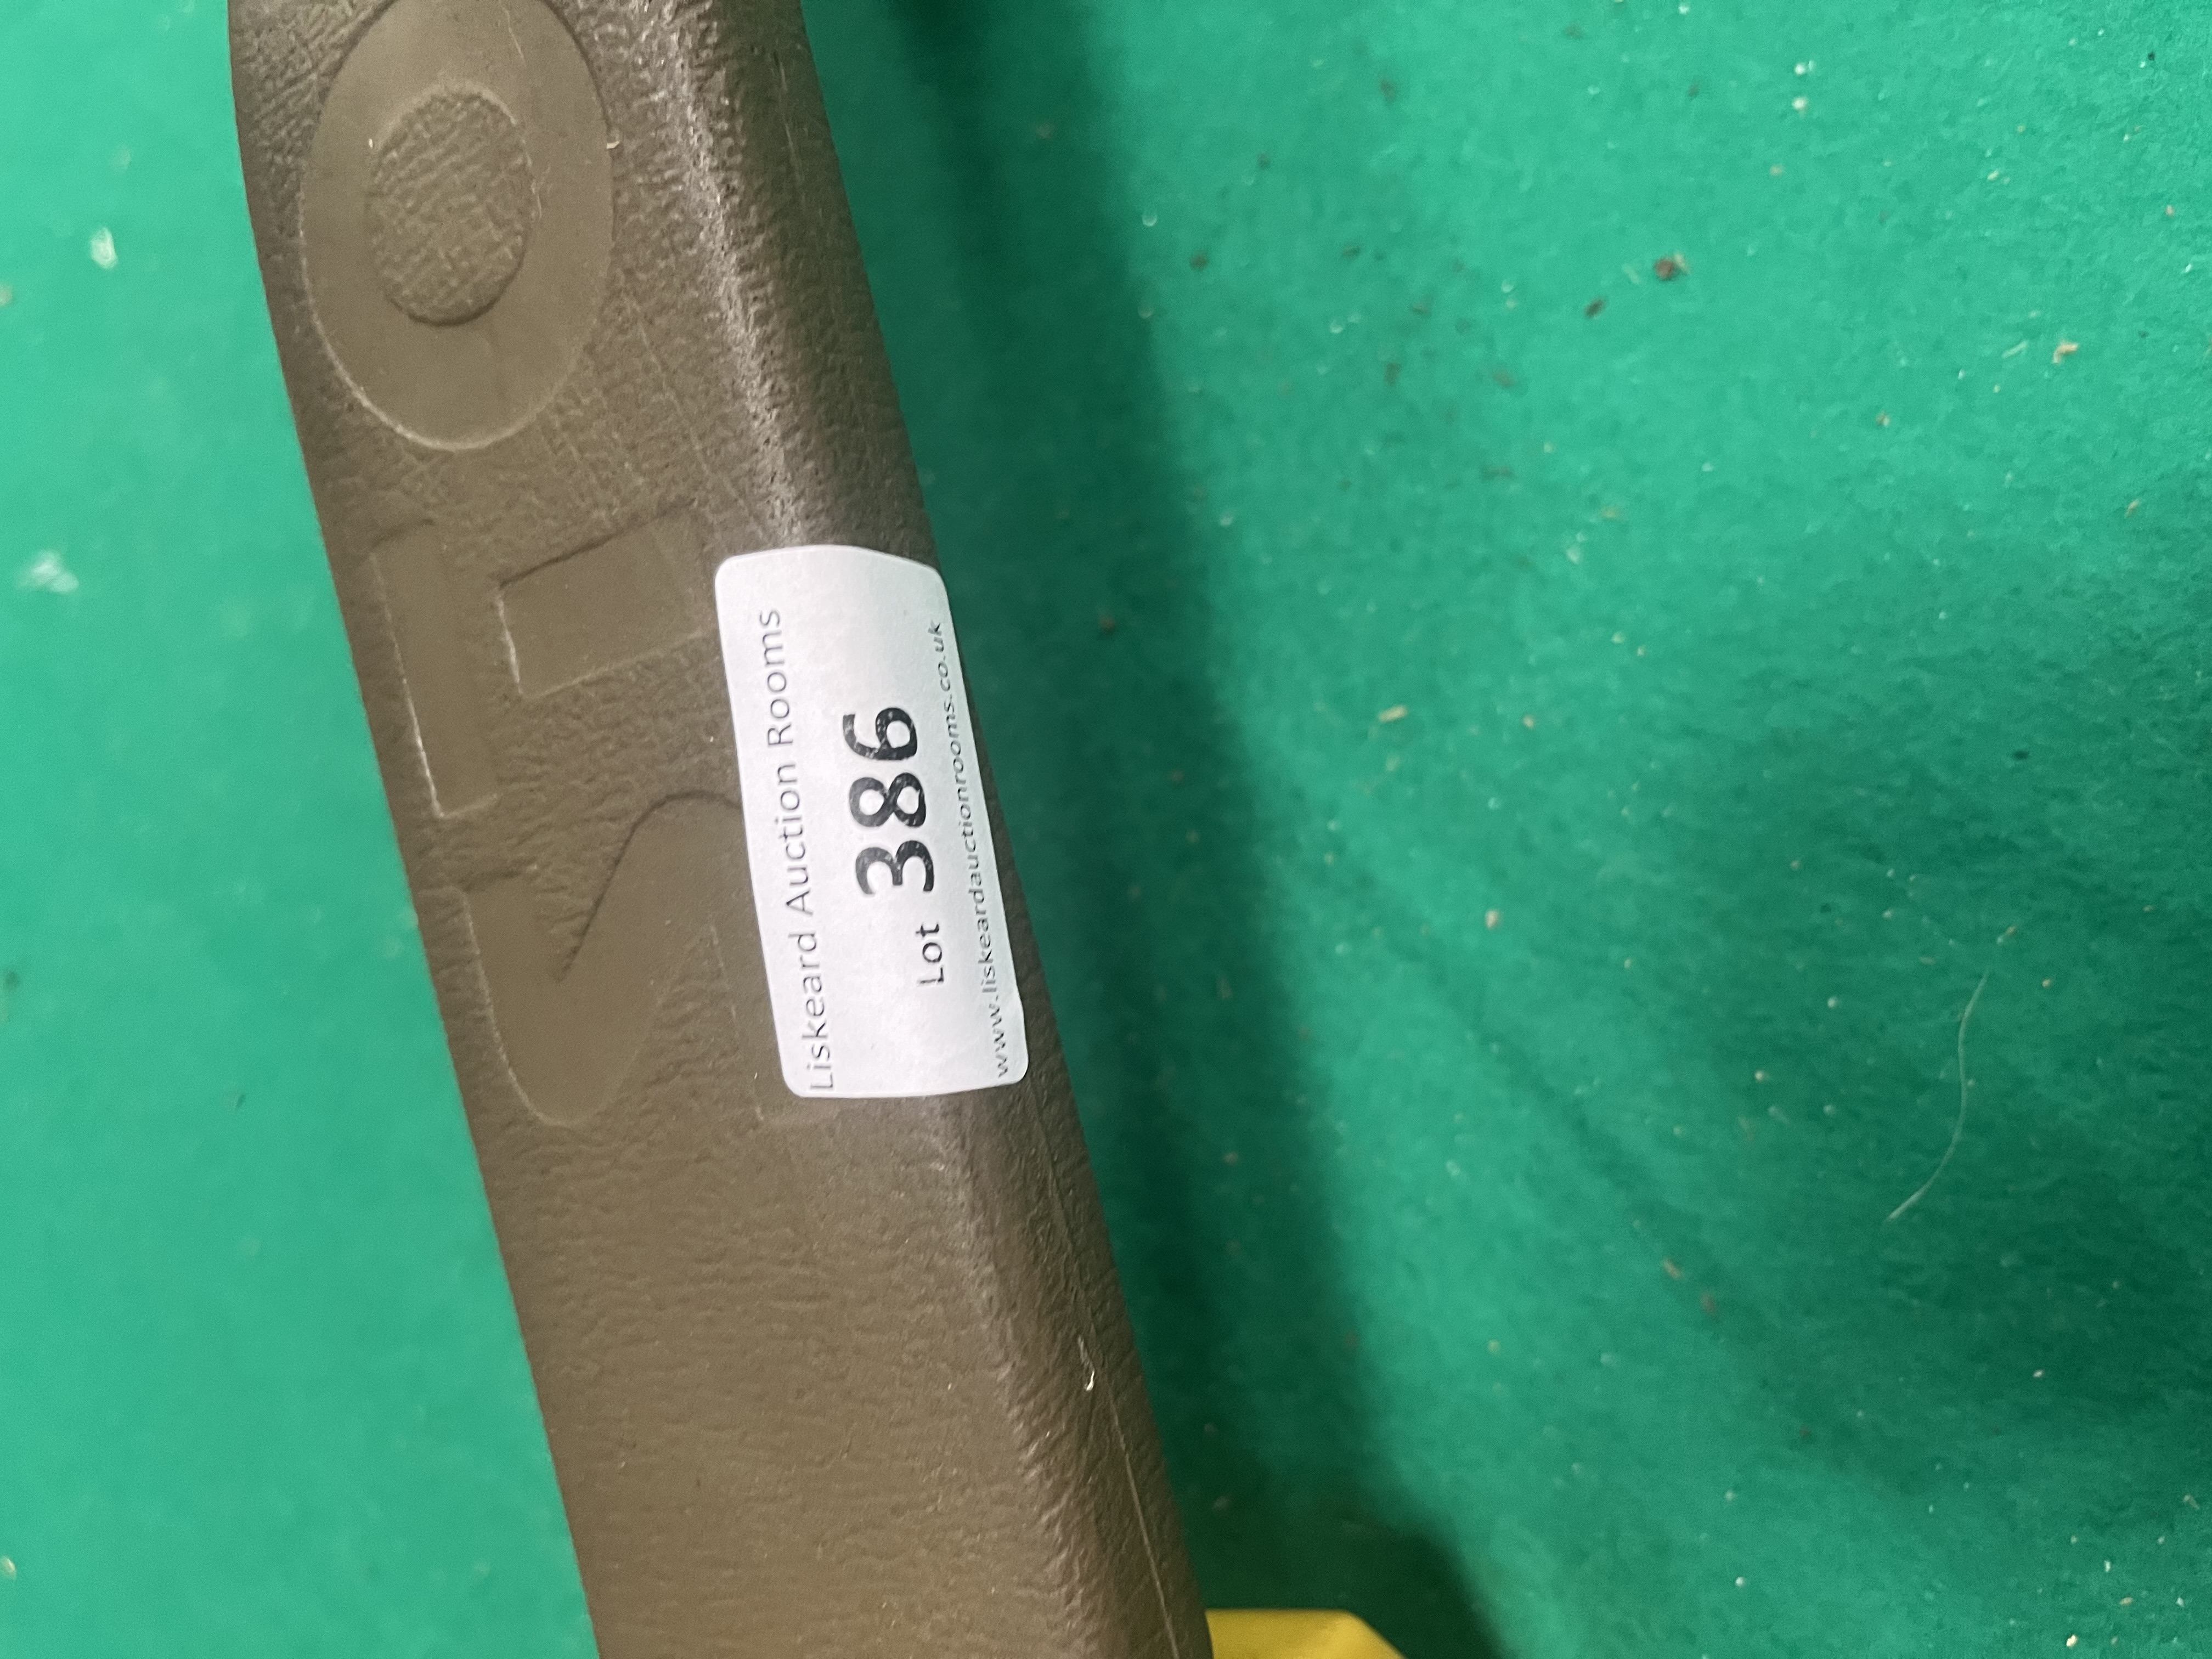 Liskeard Auction Rooms
Lot 386
www.liskeardauctionrooms.co.uk